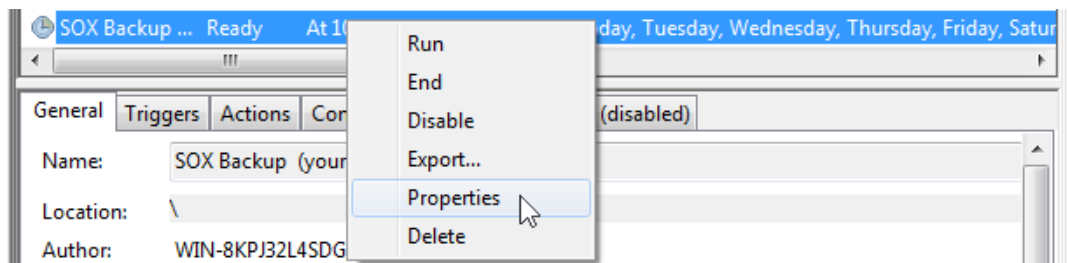 SOX Backup ... Ready At 10 day, Tuesday, Wednesday, Thursday, Friday, Satur
Run
End
Disable
Export...
Properties
Delete
General Triggers Actions Con (disabled)
Name: SOX Backup (your
Location: \
Author: WIN-8KPJ32L4SDG